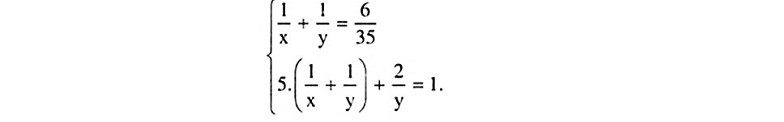 1/x + 1/y = 6/35
5.(1/x + 1/y) + 2/y = 1.